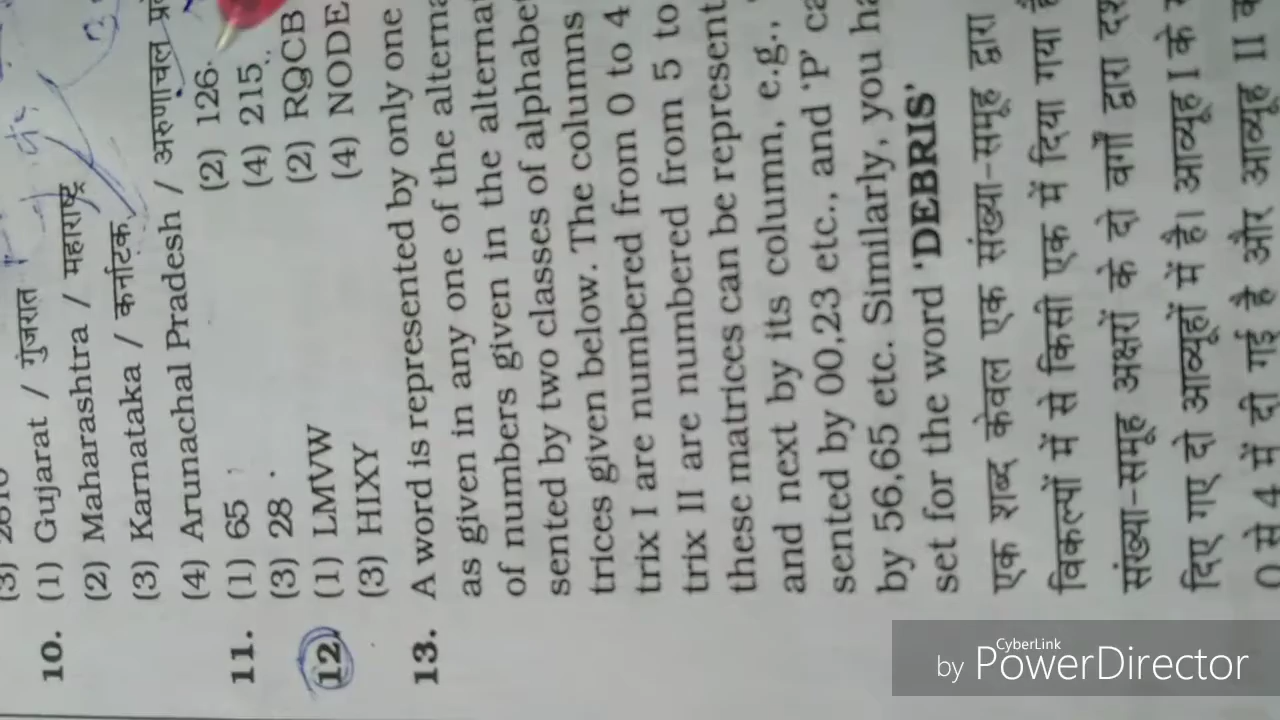 (3) 2810
10. (1) Gujarat / गुजरात
(2) Maharashtra / महाराष्ट्र
(3) Karnataka / कर्नाटक
(4) Arunachal Pradesh / अरुणाचल
11. (1) 65 (2) 126
(3) 28 (4) 215
12. (1) LMVW (2) RQCB
(3) HIXY (4) NODE
13. A word is represented by only one
as given in any one of the
of numbers given in the
sented by two classes of
trices given below. The columns
trix I are numbered from 0 to 4
trix II are numbered from 5 to
these matrices can be
and next by its column, e.g.,
sented by 00,23 etc., and 'P'
by 56,65 etc. Similarly, you
set for the word 'DEBRIS'
एक शब्द केवल एक संख्या-समूह द्वारा
विकल्पों में से किसी एक में दिया गया
संख्या-समूह अक्षरों के दो वर्गों द्वारा
दिए गए दो आव्यूहों में है। आव्यूह I के
0 से 4 में दी गई है और आव्यूह II
by CyberLink PowerDirector